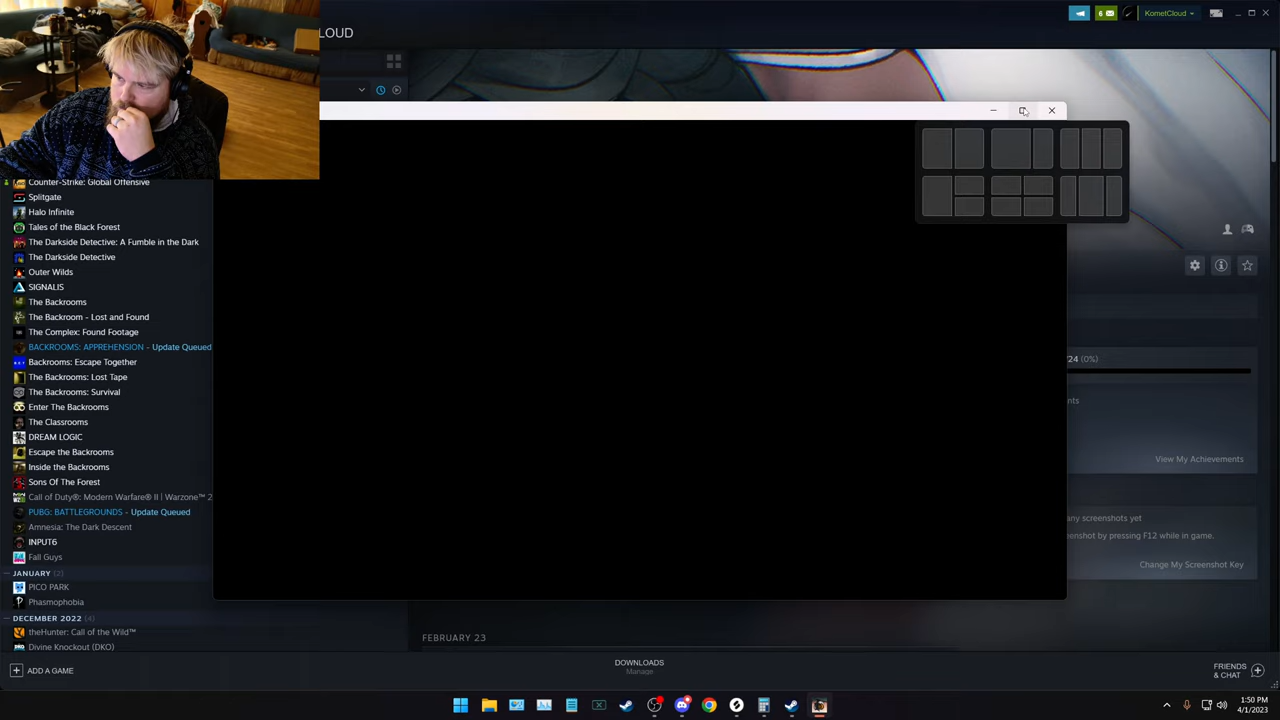 LOUD
6
KometCloud
Counter-Strike: Global Offensive
Splitgate
Halo Infinite
Tales of the Black Forest
The Darkside Detective: A Fumble in the Dark
The Darkside Detective
Outer Wilds
SIGNALIS
The Backrooms
The Backroom - Lost and Found
The Complex: Found Footage
BACKROOMS: APPREHENSION - Update Queued
Backrooms: Escape Together
The Backrooms: Lost Tape
The Backrooms: Survival
Enter The Backrooms
The Classrooms
DREAM LOGIC
Escape the Backrooms
Inside the Backrooms
Sons Of The Forest
Call of Duty®: Modern Warfare® II | Warzone™ 2
PUBG: BATTLEGROUNDS - Update Queued
Amnesia: The Dark Descent
INPUT6
Fall Guys
JANUARY (2)
PICO PARK
Phasmophobia
DECEMBER 2022 (4)
theHunter: Call of the Wild™
Divine Knockout (DKO)
/24 (0%)
ents
View My Achievements
any screenshots yet
enshot by pressing F12 while in game.
Change My Screenshot Key
FEBRUARY 23
ADD A GAME
DOWNLOADS
Manage
FRIENDS
& CHAT
1:50 PM
4/1/2023